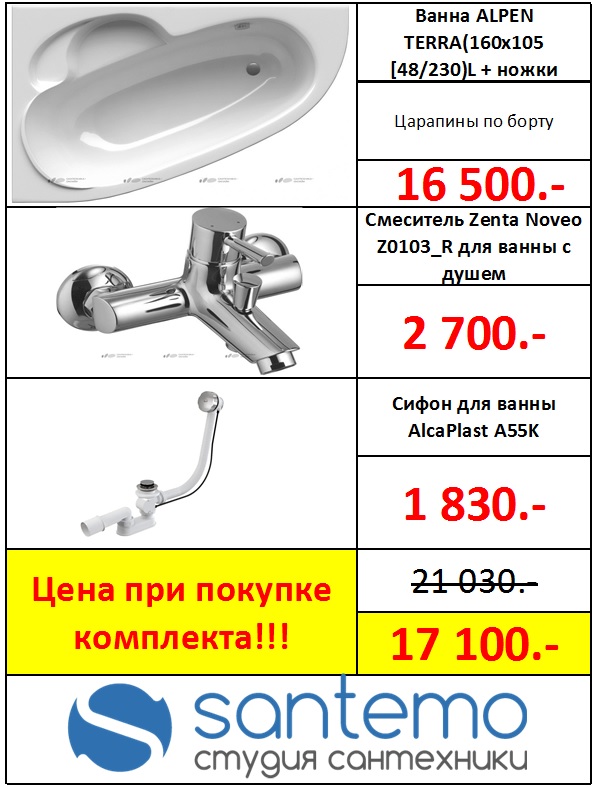 Ванна ALPEN
TERRA(160x105
[48/230)L + ножки
Царапины по борту
16 500.-
Смеситель Zenta Noveo
Z0103_R для ванны с
душем
2 700.-
Сифон для ванны
AlcaPlast A55K
1 830.-
Цена при покупке
комплекта!!!
21 030.-
17 100.-
santemo
студия сантехники